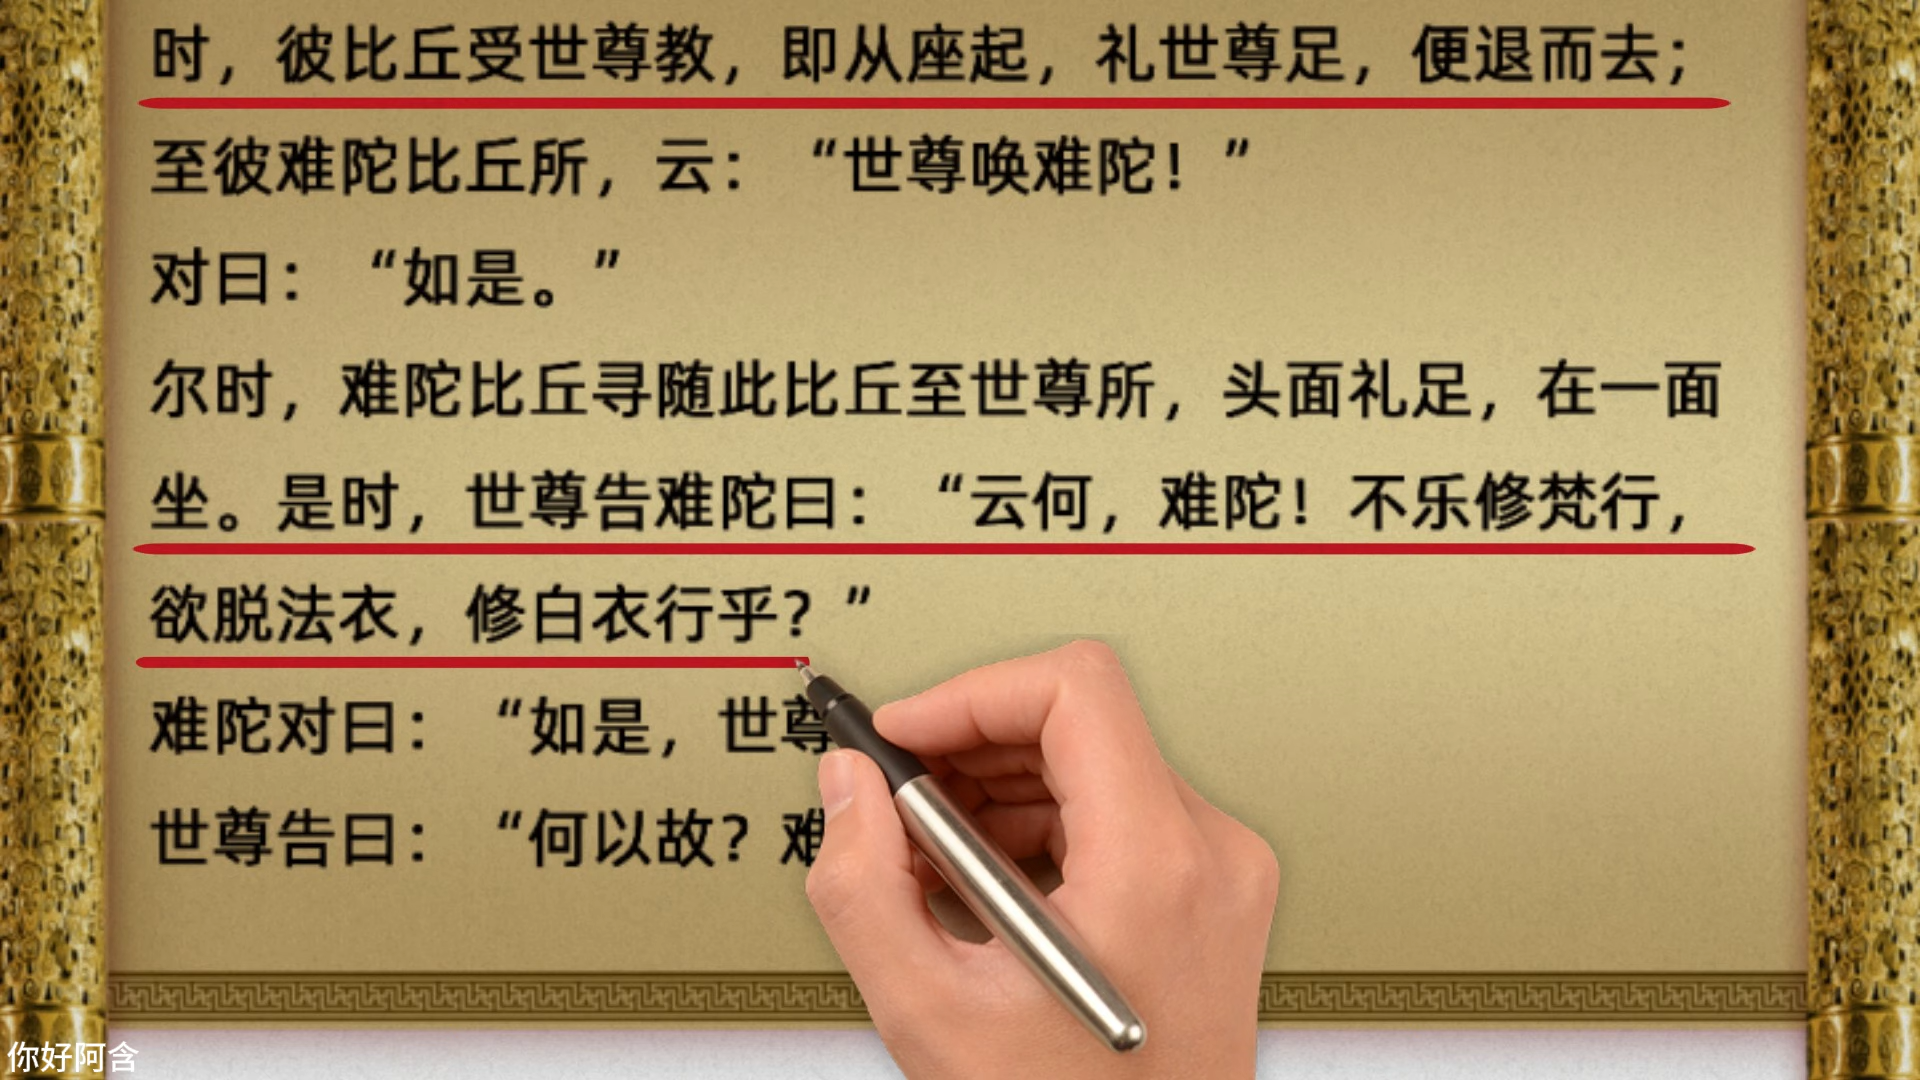 时，彼比丘受世尊教，即从座起，礼世尊足，便退而去；
至彼难陀比丘所，云：“世尊唤难陀！”
对曰：“如是。”
尔时，难陀比丘寻随此比丘至世尊所，头面礼足，在一面
坐。是时，世尊告难陀曰：“云何，难陀！不乐修梵行，
欲脱法衣，修白衣行乎？”
难陀对曰：“如是，世尊
世尊告曰：“何以故？难
你好阿含